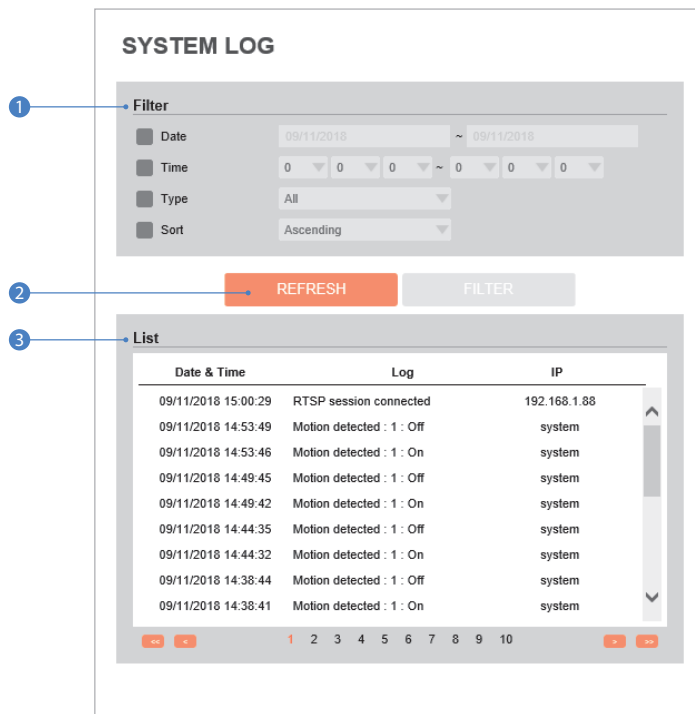 SYSTEM LOG
1
Filter
Date 09/11/2018 ~ 09/11/2018
Time 0 0 0 ~ 0 0 0
Type All
Sort Ascending
2
REFRESH FILTER
3
List
Date & Time Log IP
09/11/2018 15:00:29 RTSP session connected 192.168.1.88
09/11/2018 14:53:49 Motion detected : 1 : Off system
09/11/2018 14:53:46 Motion detected : 1 : On system
09/11/2018 14:49:45 Motion detected : 1 : Off system
09/11/2018 14:49:42 Motion detected : 1 : On system
09/11/2018 14:44:35 Motion detected : 1 : Off system
09/11/2018 14:44:32 Motion detected : 1 : On system
09/11/2018 14:38:44 Motion detected : 1 : Off system
09/11/2018 14:38:41 Motion detected : 1 : On system
<< < 1 2 3 4 5 6 7 8 9 10 > >>